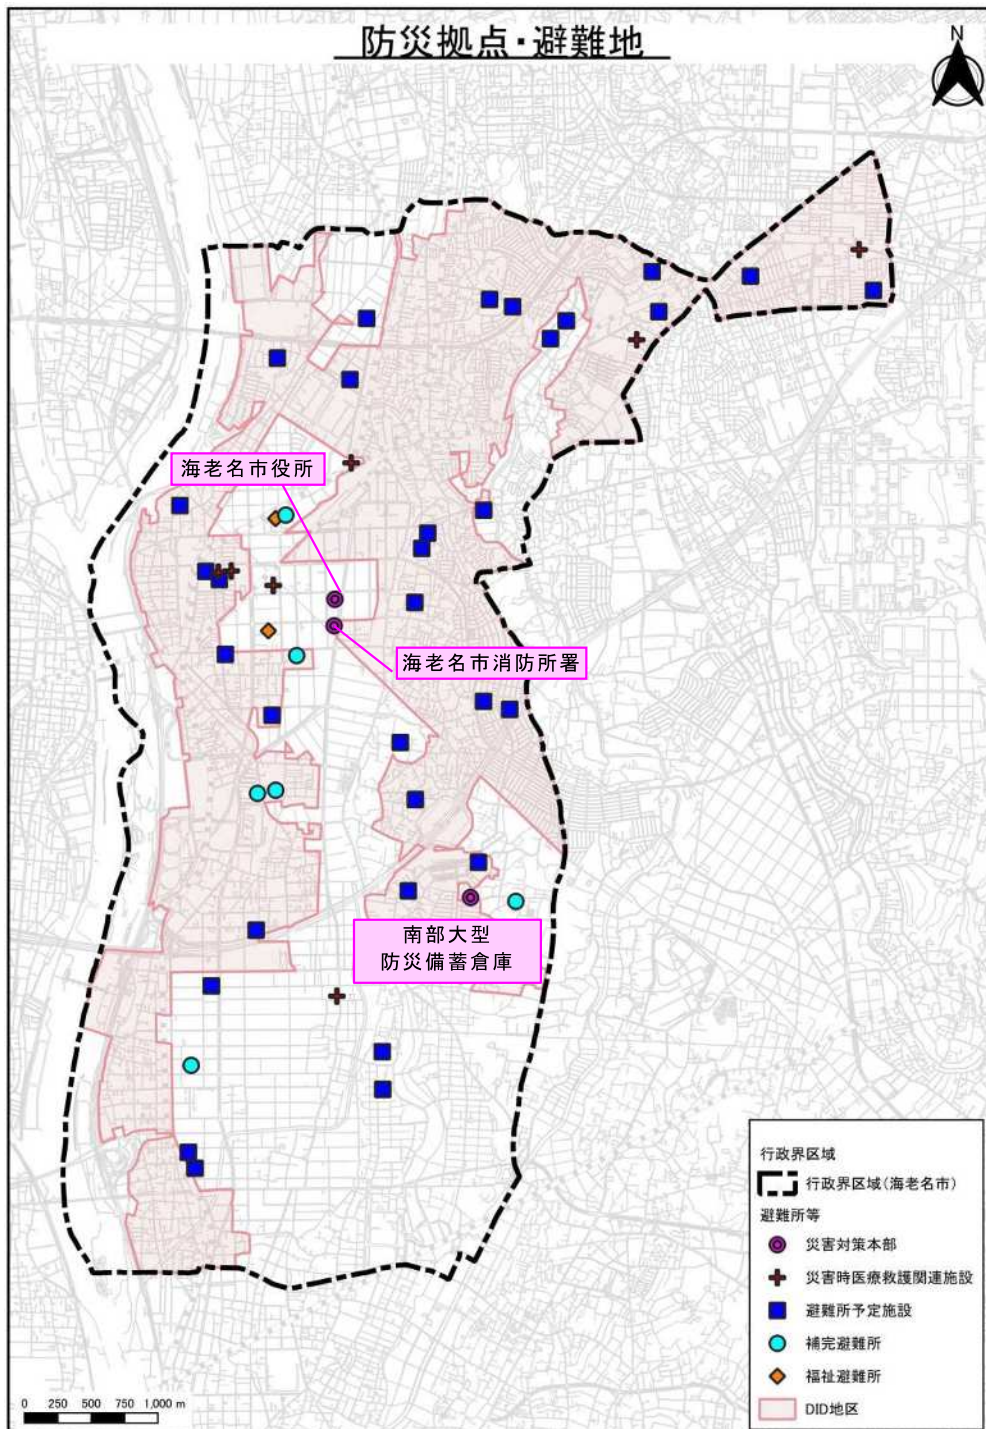 防災拠点・避難地
N
海老名市役所
海老名市消防所署
南部大型
防災備蓄倉庫
行政界区域
行政界区域(海老名市)
避難所等
災害対策本部
災害時医療救護関連施設
避難所予定施設
補完避難所
福祉避難所
DID地区
0 250 500 750 1,000 m